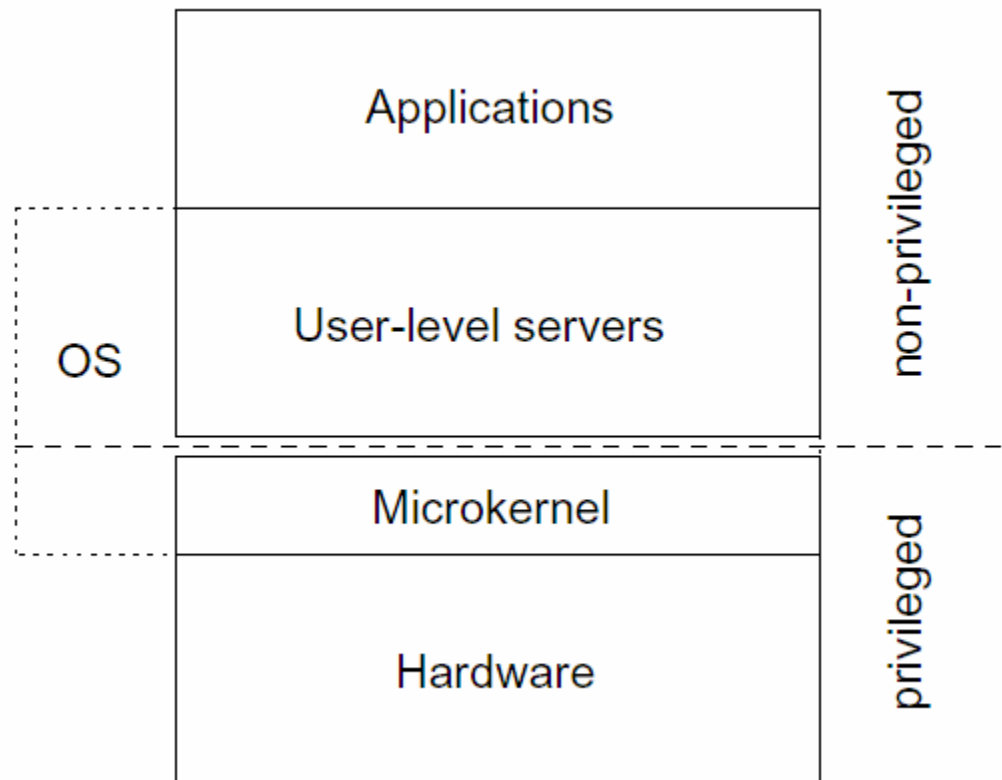 Applications
non-privileged
User-level servers
OS
Microkernel
privileged
Hardware